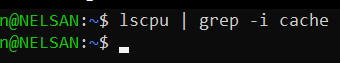 n@NELSAN:~$ lscpu | grep -i cache
n@NELSAN:~$